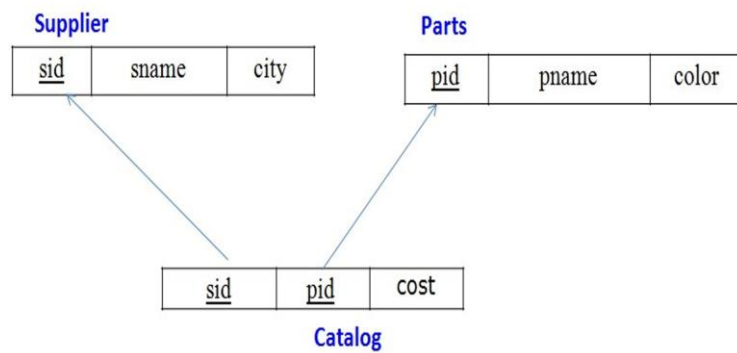 Supplier
sid sname city
Parts
pid pname color
sid pid cost
Catalog